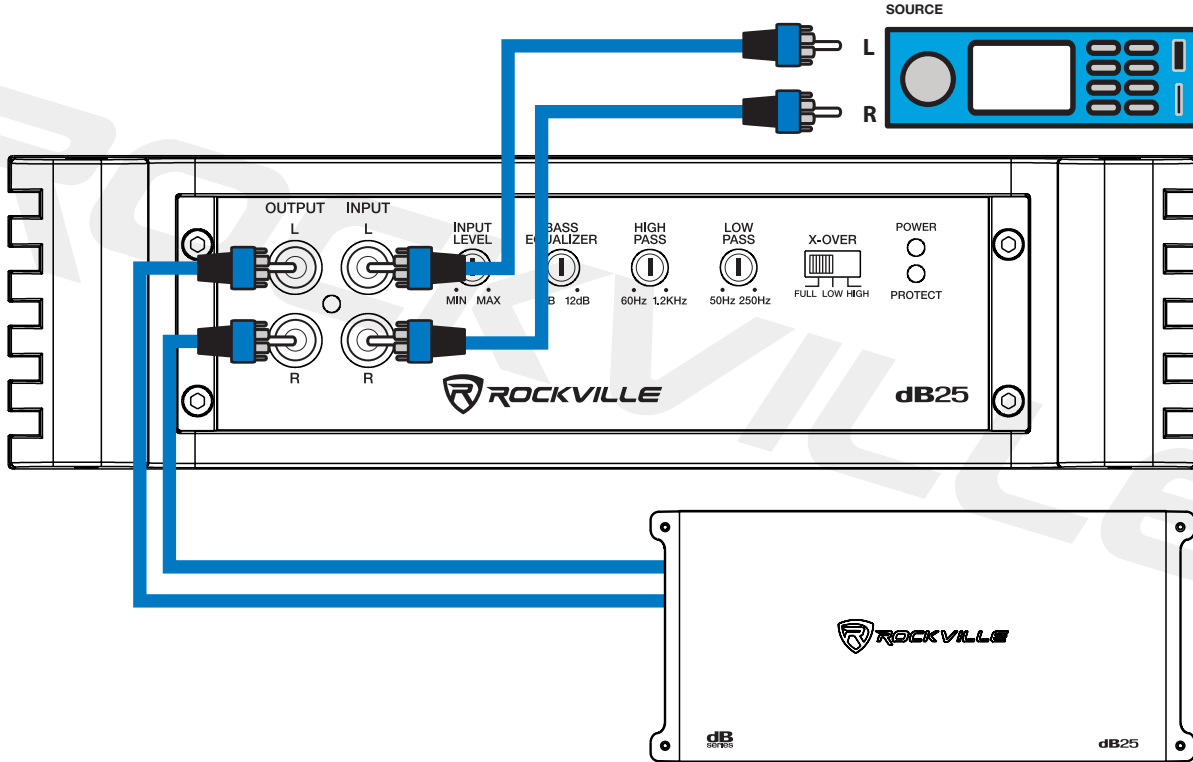 SOURCE
L
R
OUTPUT INPUT
L L
INPUT LEVEL
BASS EQUALIZER
HIGH PASS
LOW PASS
X-OVER
POWER
PROTECT
MIN MAX
12dB
60Hz 1,2KHz
50Hz 250Hz
FULL LOW HIGH
R R
ROCKVILLE
dB25
ROCKVILLE
ROCKVILLE
dB series
dB25